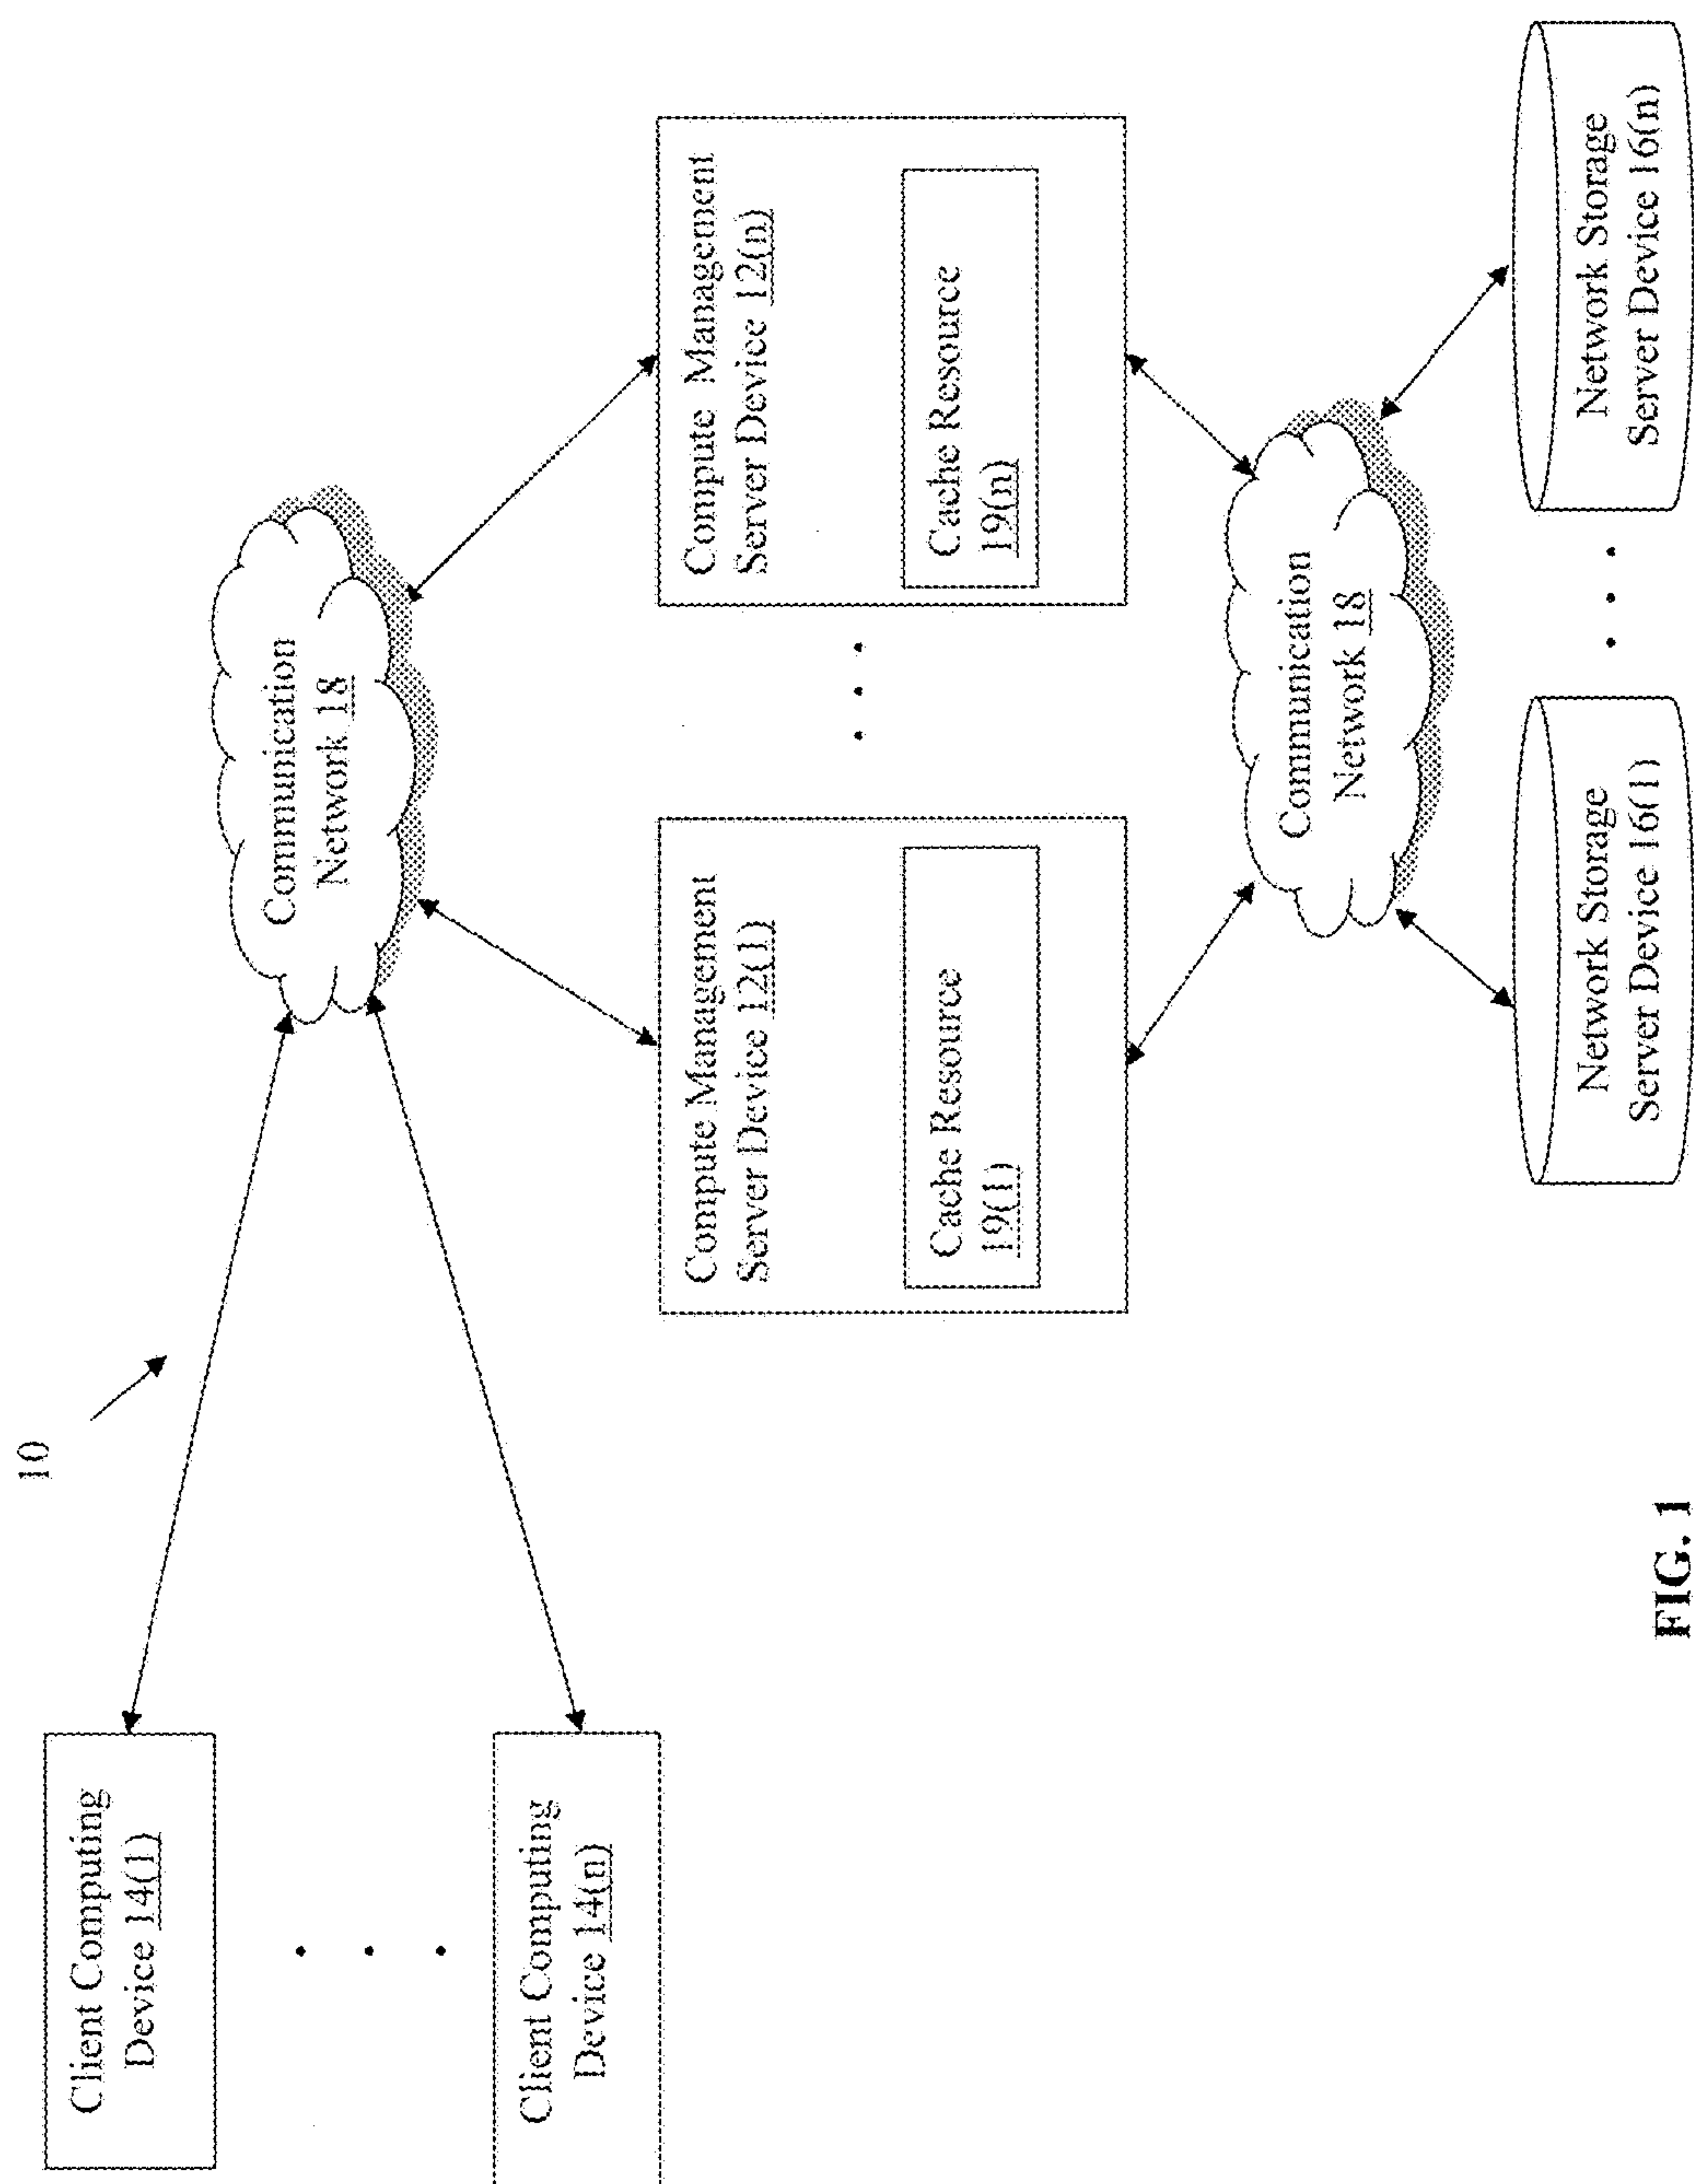 10
Client Computing
Device 14(1)
Client Computing
Device 14(n)
Communication
Network 18
Compute Management
Server Device 12(1)
Cache Resource
19(1)
Compute Management
Server Device 12(n)
Cache Resource
19(n)
Communication
Network 18
Network Storage
Server Device 16(1)
Network Storage
Server Device 16(n)
FIG. 1